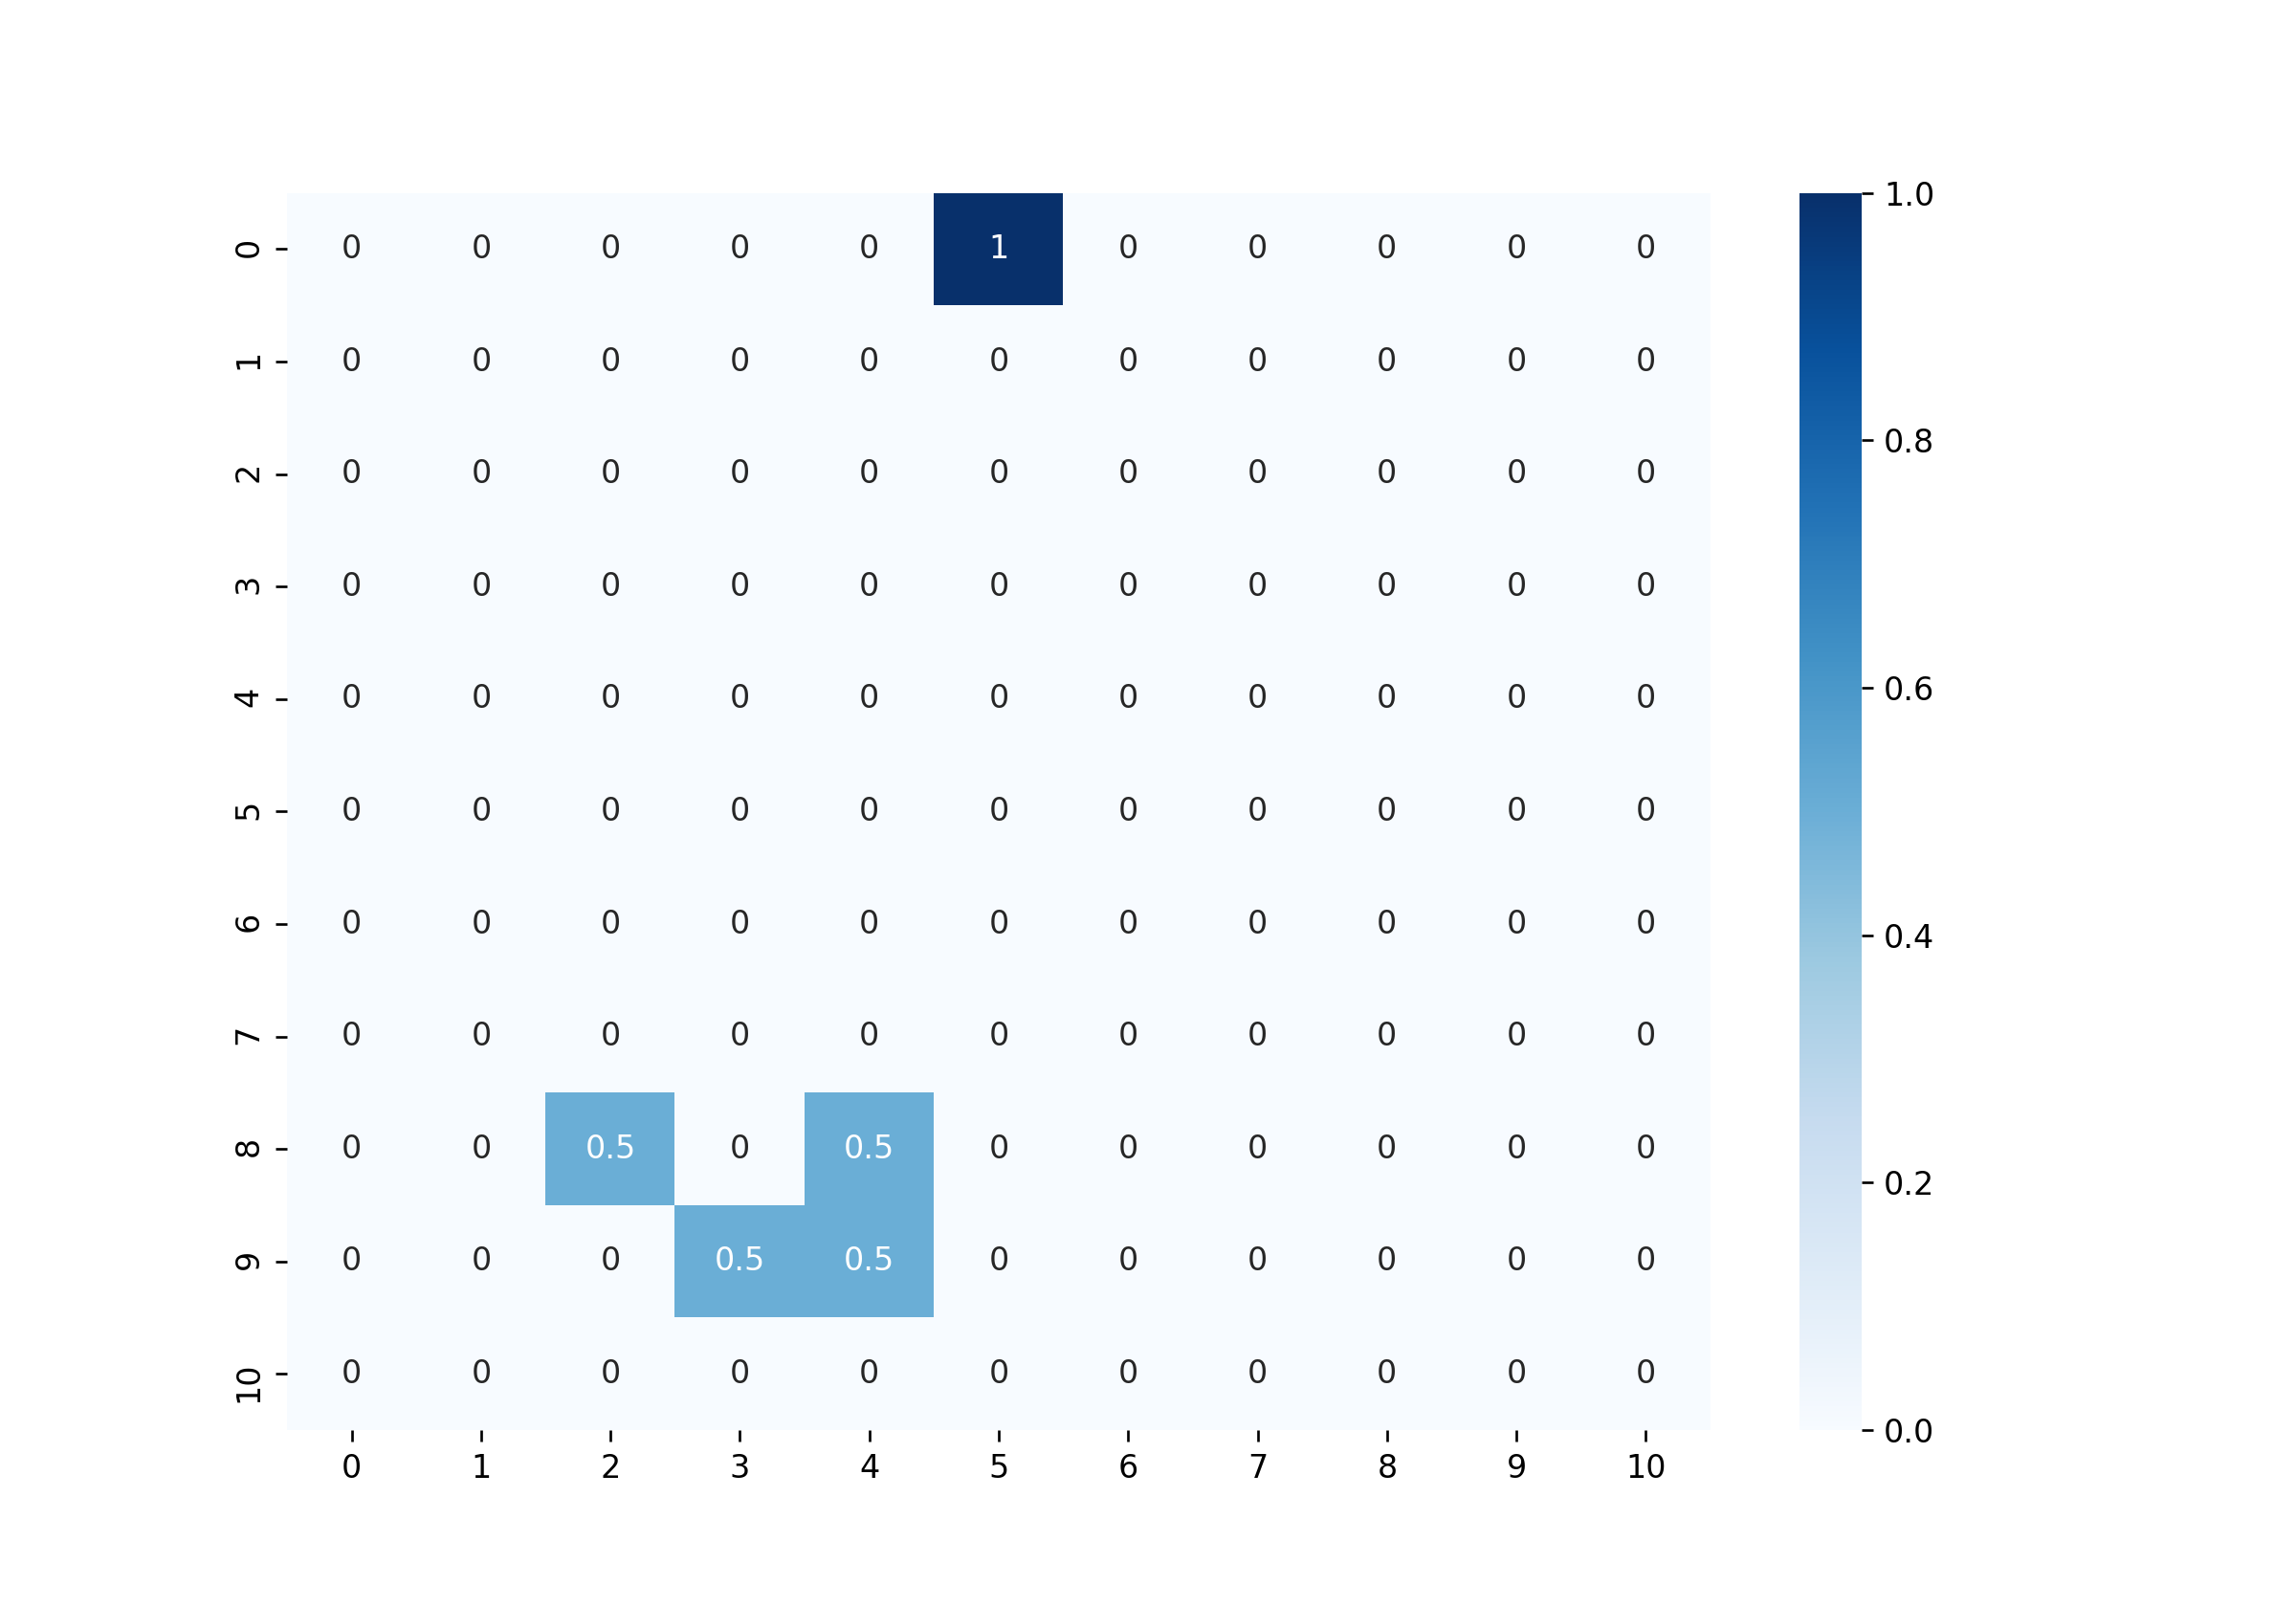 0 0 0 0 0 0 1 0 0 0 0 0
1 0 0 0 0 0 0 0 0 0 0 0
2 0 0 0 0 0 0 0 0 0 0 0
3 0 0 0 0 0 0 0 0 0 0 0
4 0 0 0 0 0 0 0 0 0 0 0
5 0 0 0 0 0 0 0 0 0 0 0
6 0 0 0 0 0 0 0 0 0 0 0
7 0 0 0 0 0 0 0 0 0 0 0
8 0 0 0.5 0 0.5 0 0 0 0 0 0
9 0 0 0 0.5 0.5 0 0 0 0 0 0
10 0 0 0 0 0 0 0 0 0 0 0
0 1 2 3 4 5 6 7 8 9 10
1.0
0.8
0.6
0.4
0.2
0.0